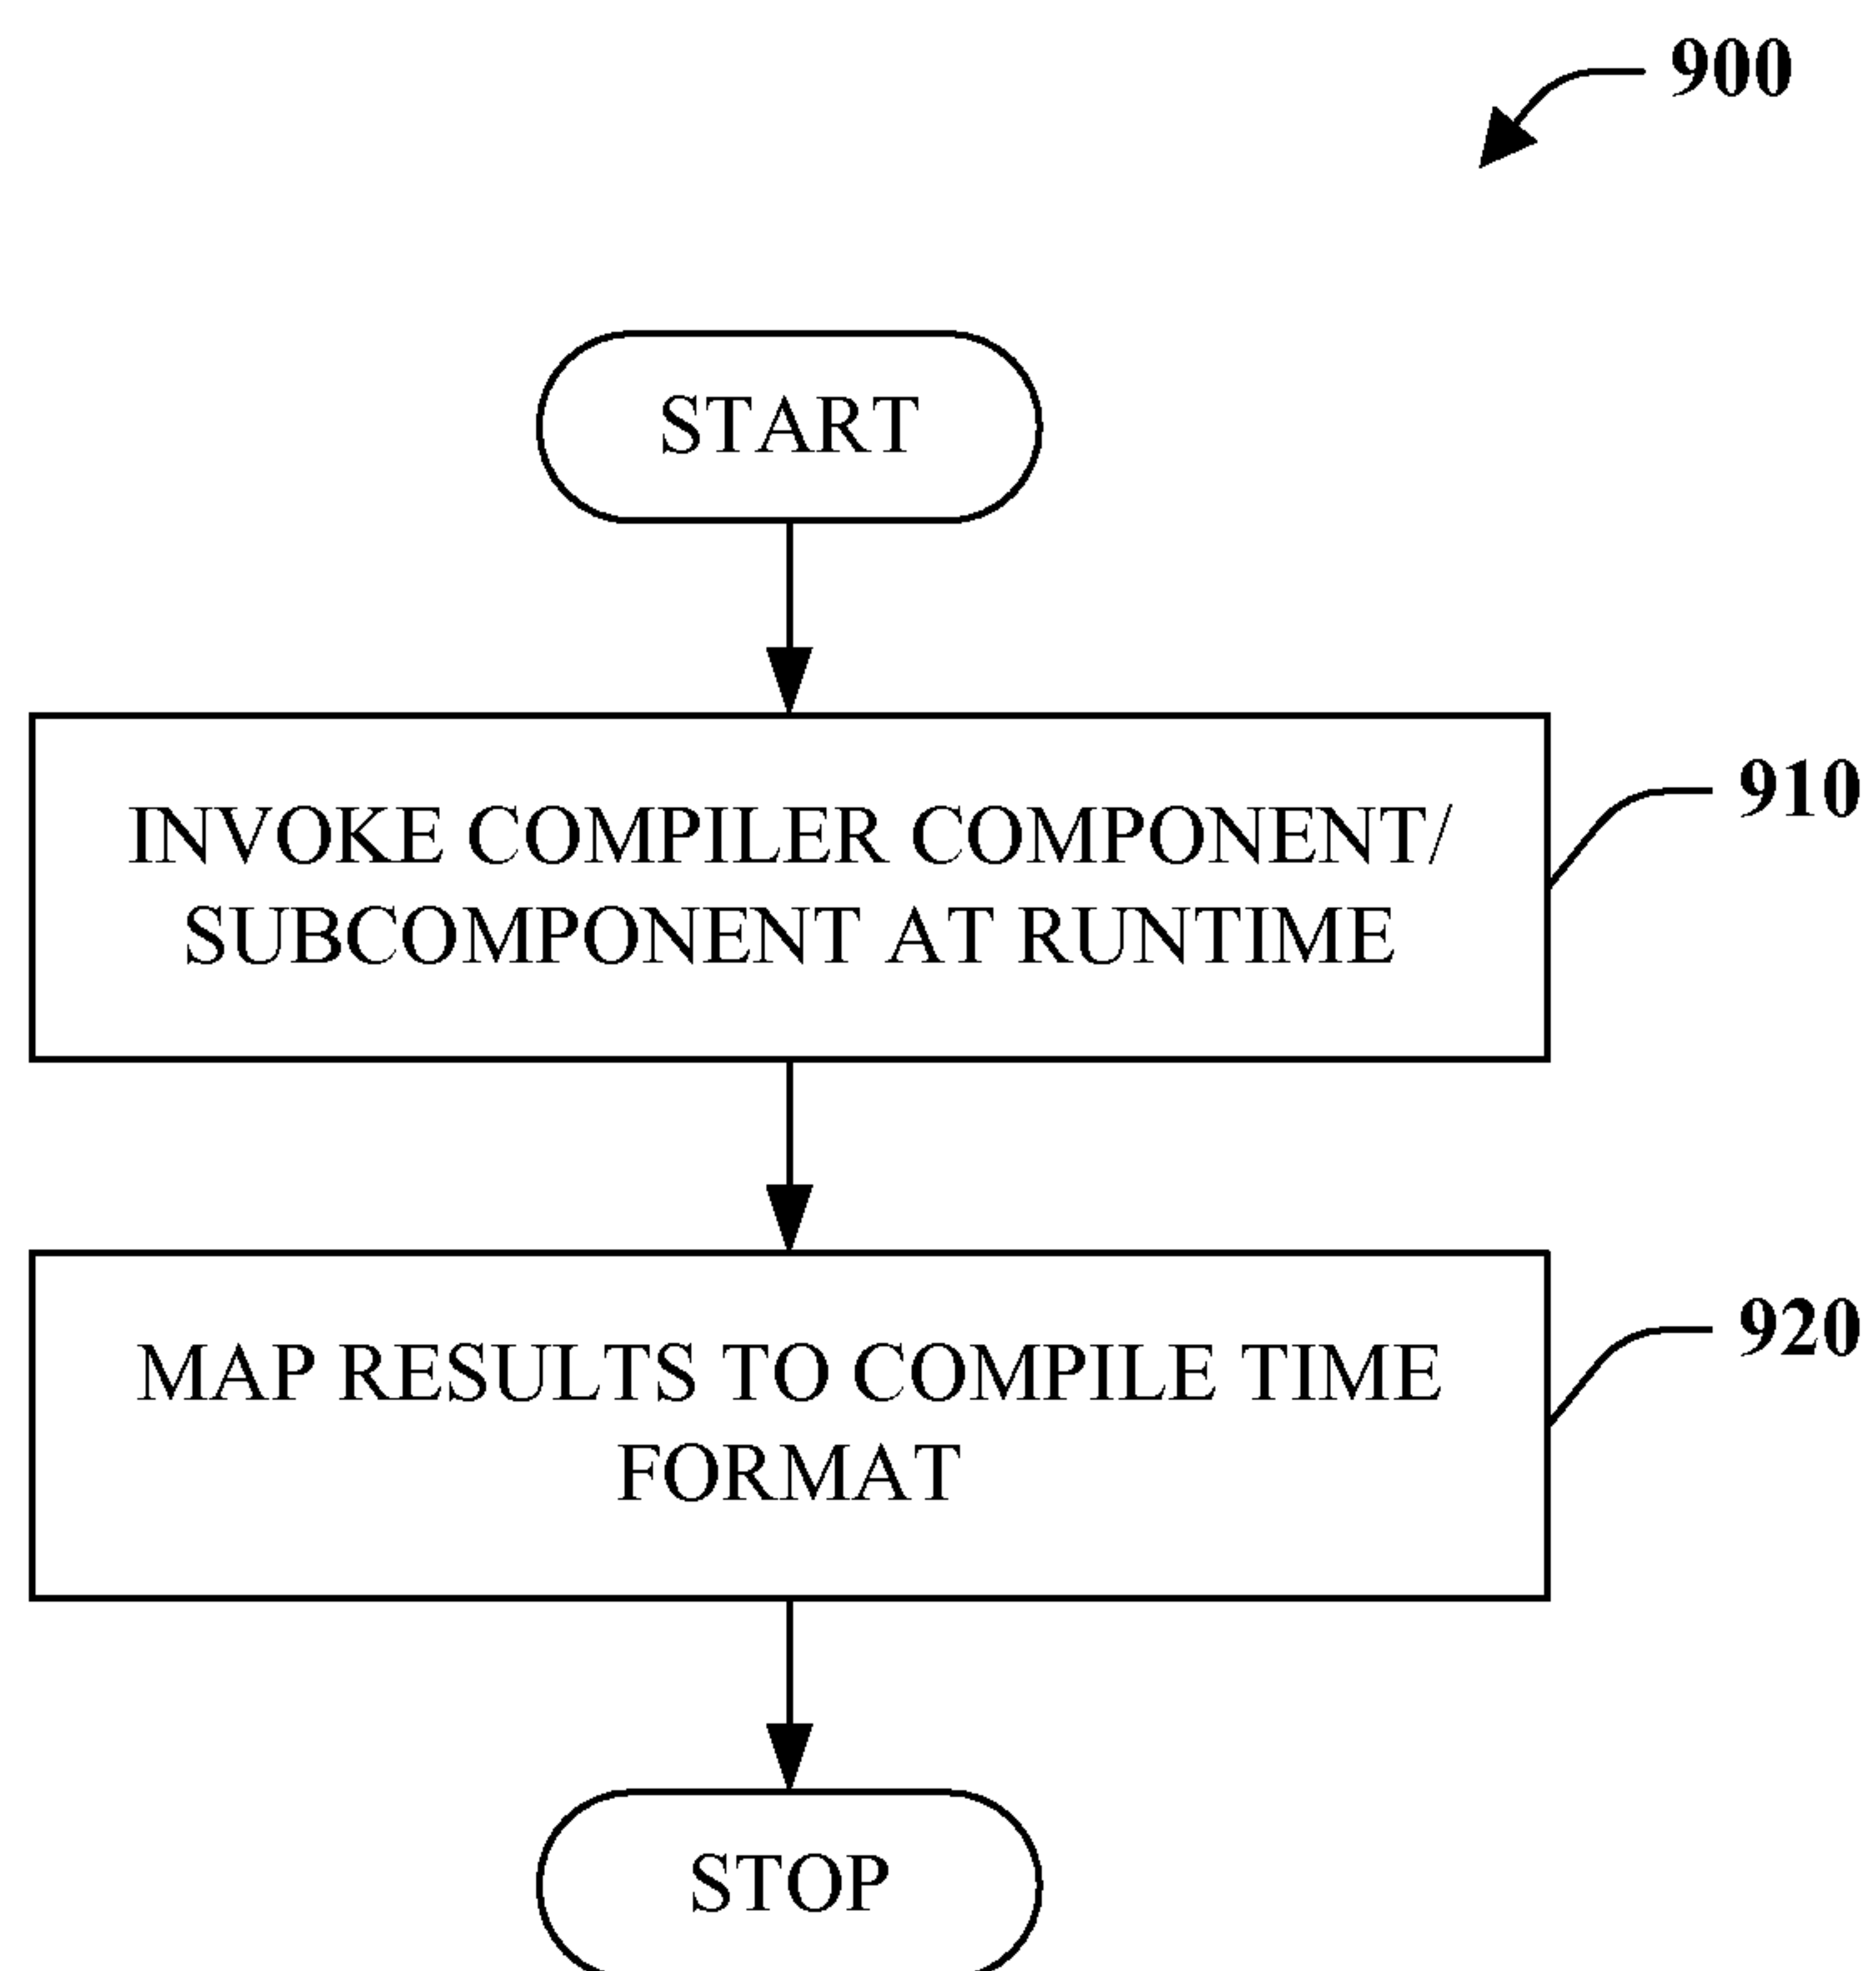 900
START
INVOKE COMPILER COMPONENT/
SUBCOMPONENT AT RUNTIME
910
MAP RESULTS TO COMPILE TIME
FORMAT
920
STOP